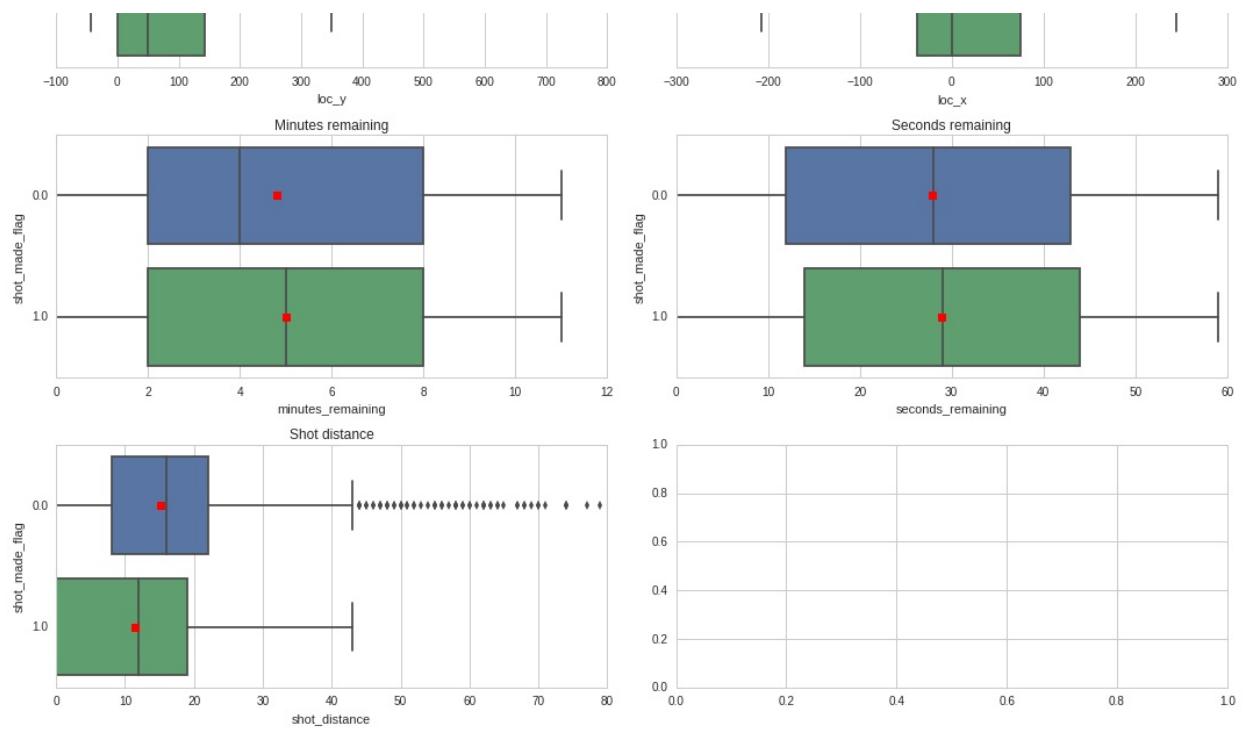 −100 0 100 200 300 400 500 600 700 800
loc_y
−300 −200 −100 0 100 200 300
loc_x
Minutes remaining
shot_made_flag
0.0
1.0
0 2 4 6 8 10 12
minutes_remaining
Seconds remaining
shot_made_flag
0.0
1.0
0 10 20 30 40 50 60
seconds_remaining
Shot distance
shot_made_flag
0.0
1.0
0 10 20 30 40 50 60 70 80
shot_distance
1.0
0.8
0.6
0.4
0.2
0.0
0.0 0.2 0.4 0.6 0.8 1.0